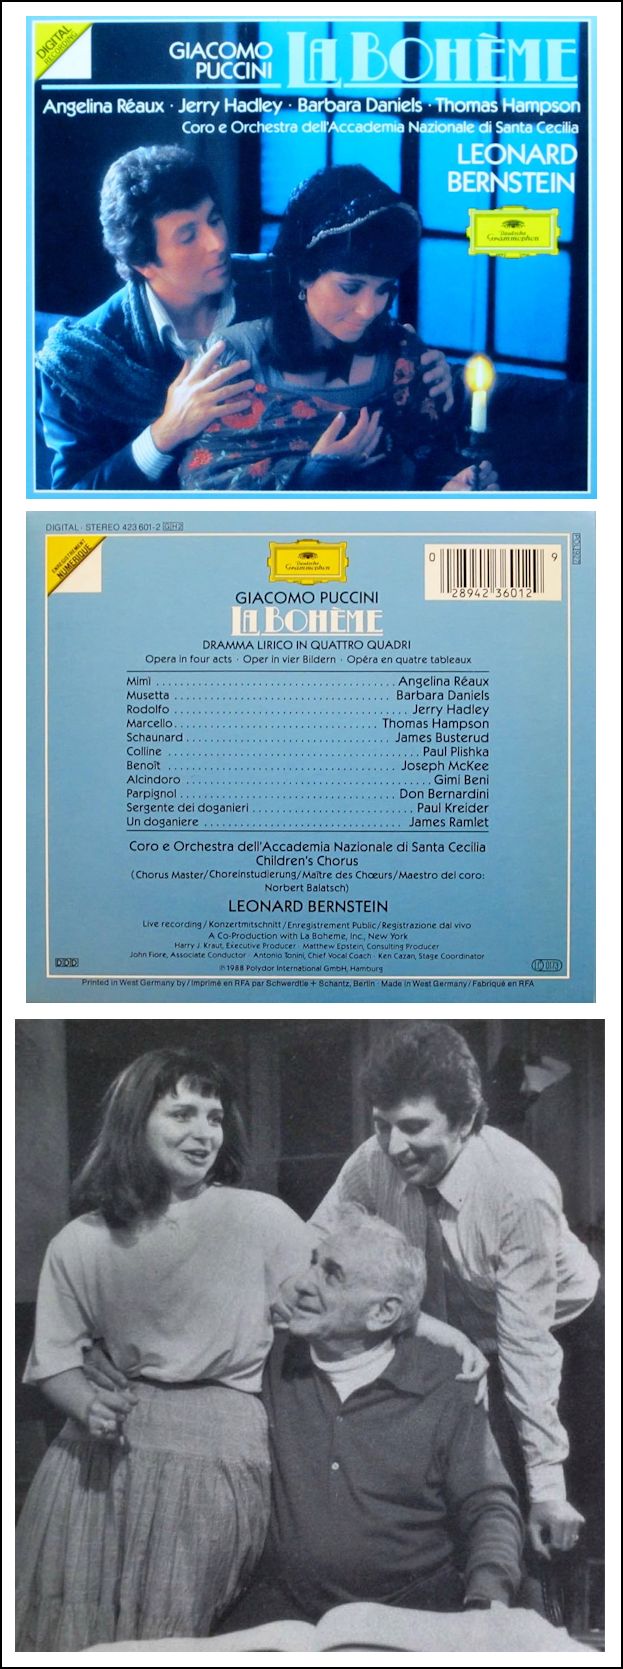 DIGITAL
RECORDING
GIACOMO
PUCCINI
LA BOHÈME
Angelina Réaux · Jerry Hadley · Barbara Daniels · Thomas Hampson
Coro e Orchestra dell'Accademia Nazionale di Santa Cecilia
LEONARD
BERNSTEIN
Deutsche
Grammophon
DIGITAL · STEREO 423 601-2 GH2
ENREGISTREMENT
NUMERIQUE
Deutsche
Grammophon
0 28942 36012 9
GIACOMO PUCCINI
LA BOHÈME
DRAMMA LIRICO IN QUATTRO QUADRI
Opera in four acts · Oper in vier Bildern · Opéra en quatre tableaux
Mimì . . . . . Angelina Réaux
Musetta . . . . . Barbara Daniels
Rodolfo . . . . . Jerry Hadley
Marcello . . . . . Thomas Hampson
Schaunard . . . . . James Busterud
Colline . . . . . Paul Plishka
Benoît . . . . . Joseph McKee
Alcindoro . . . . . Gimi Beni
Parpignol . . . . . Don Bernardini
Sergente dei doganieri . . . . . Paul Kreider
Un doganiere . . . . . James Ramlet
Coro e Orchestra dell'Accademia Nazionale di Santa Cecilia
Children's Chorus
(Chorus Master/Choreinstudierung/Maître des Chœurs/Maestro del coro:
Norbert Balatsch)
LEONARD BERNSTEIN
Live recording/Konzertmitschnitt/Enregistrement Public/Registrazione dal vivo
A Co-Production with La Boheme, Inc., New York
Harry J. Kraut, Executive Producer · Matthew Epstein, Consulting Producer
John Fiore, Associate Conductor · Antonio Tonini, Chief Vocal Coach · Ken Cazan, Stage Coordinator
℗ 1988 Polydor International GmbH, Hamburg
DDD
Printed in West Germany by/Imprimé en RFA par Schwerdtle + Schantz, Berlin · Made in West Germany/Fabriqué en RFA